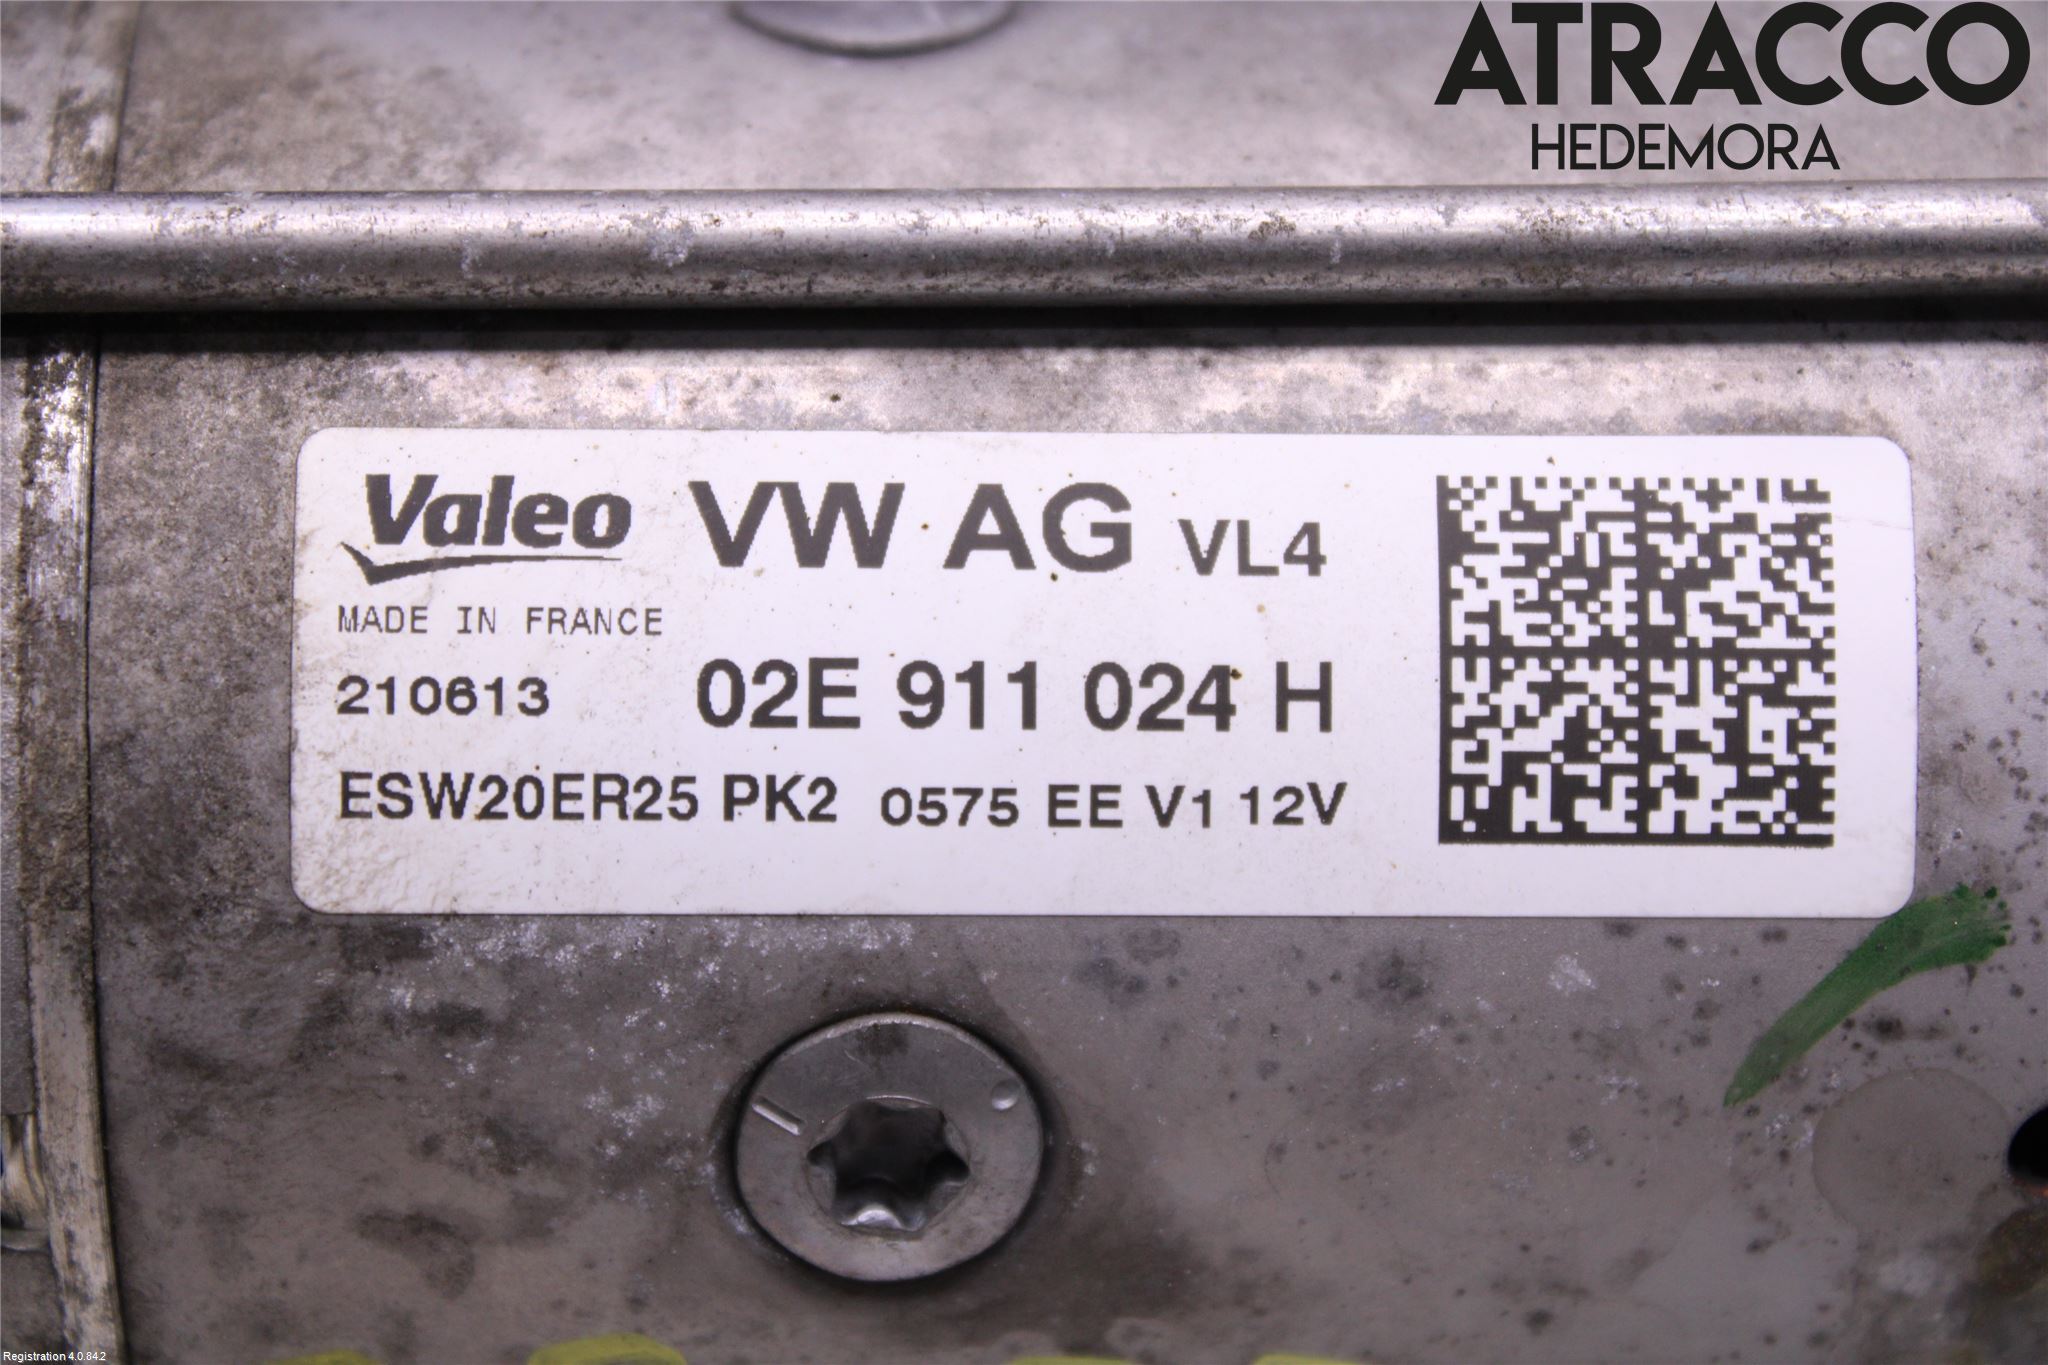 ATRACCO
HEDEMORA
Valeo VW AG VL4
MADE IN FRANCE
210613 02E 911 024 H
ESW20ER25 PK2 0575 EE V1 12V
Registration 4.0.84.2